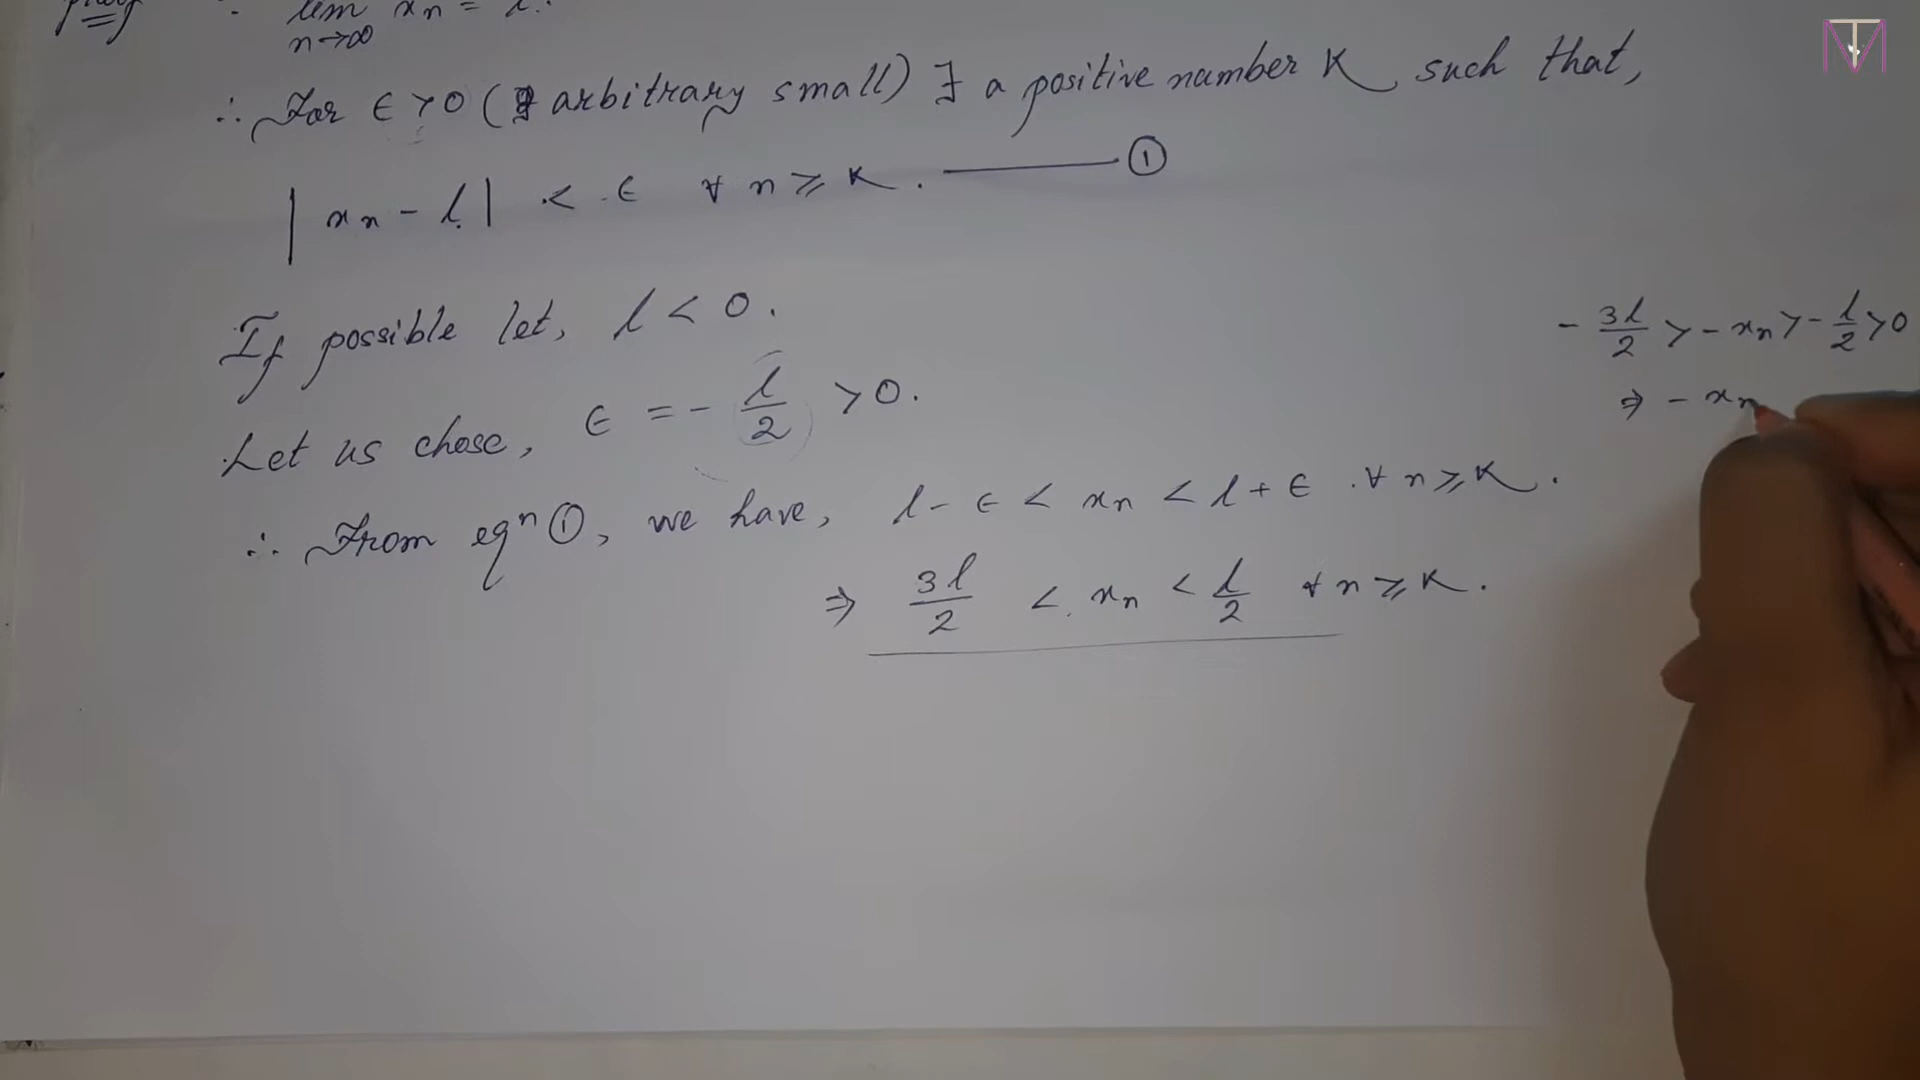 proof ∵ lim xₙ = l.
n→∞
∴ For ϵ > 0 ( arbitrary small) ∃ a positive number K such that,
| xₙ - l | < ϵ ∀ n ⩾ K. ——— ①
If possible let, l < 0.
- 3l/2 > - xₙ > - l/2 > 0
⇒ - xₙ
Let us chose, ϵ = - l/2 > 0.
∴ From eqⁿ ①, we have, l - ϵ < xₙ < l + ϵ ∀ n ⩾ K.
⇒ 3l/2 < xₙ < l/2 ∀ n ⩾ K.